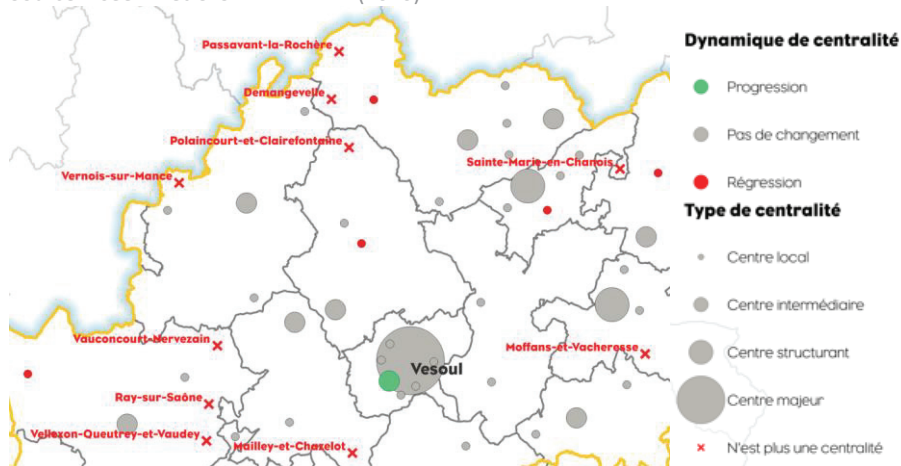 Passavant-la-Rochère
Demangevelle
Polaincourt-et-Clairefontaine
Vernois-sur-Mance
Sainte-Marie-en-Chanois
Vauconcourt-Nervezain
Moffans-et-Vacheresse
Vesoul
Ray-sur-Saône
Vellexon-Queutrey-et-Vaudey
Mailley-et-Chazelot
Dynamique de centralité
Progression
Pas de changement
Régression
Type de centralité
Centre local
Centre intermédiaire
Centre structurant
Centre majeur
N'est plus une centralité